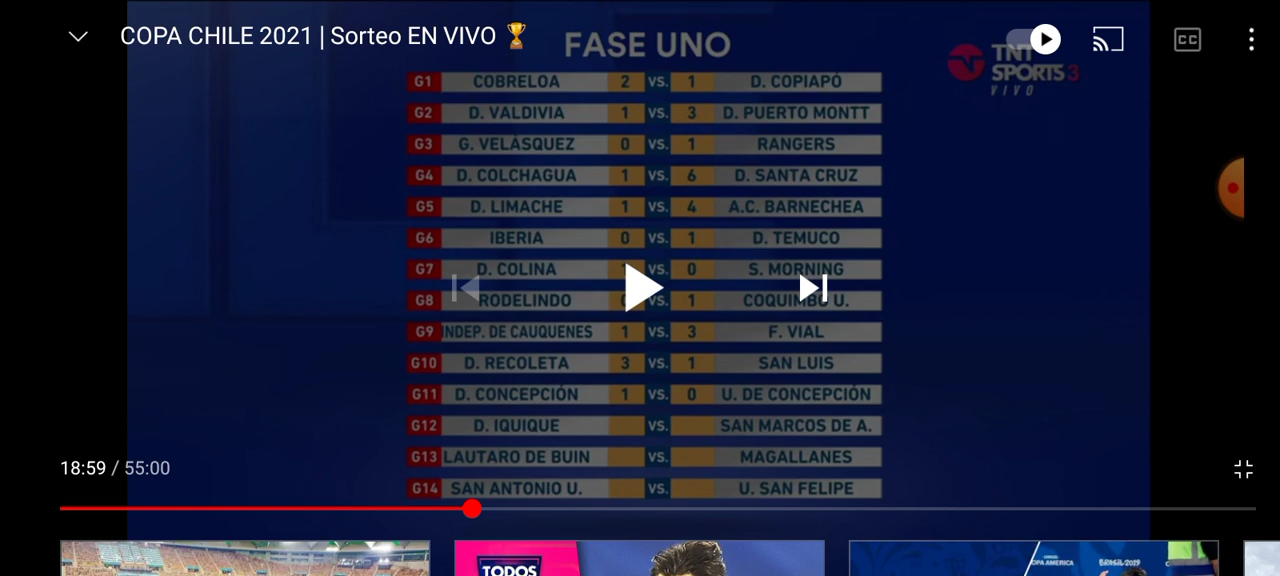 COPA CHILE 2021 | Sorteo EN VIVO 🏆
FASE UNO
TNT
SPORTS 3
VIVO
CC
G1 COBRELOA 2 VS. 1 D. COPIAPÓ
G2 D. VALDIVIA 1 VS. 3 D. PUERTO MONTT
G3 G. VELÁSQUEZ 0 VS. 1 RANGERS
G4 D. COLCHAGUA 1 VS. 6 D. SANTA CRUZ
G5 D. LIMACHE 1 VS. 4 A.C. BARNECHEA
G6 IBERIA 0 VS. 1 D. TEMUCO
G7 D. COLINA VS. 0 S. MORNING
G8 RODELINDO VS. 1 COQUIMBO U.
G9 INDEP. DE CAUQUENES 1 VS. 3 F. VIAL
G10 D. RECOLETA 3 VS. 1 SAN LUIS
G11 D. CONCEPCIÓN 1 VS. 0 U. DE CONCEPCIÓN
G12 D. IQUIQUE VS. SAN MARCOS DE A.
G13 LAUTARO DE BUIN VS. MAGALLANES
G14 SAN ANTONIO U. VS. U. SAN FELIPE
18:59 / 55:00
TODOS
COPA AMERICA BRASIL 2019